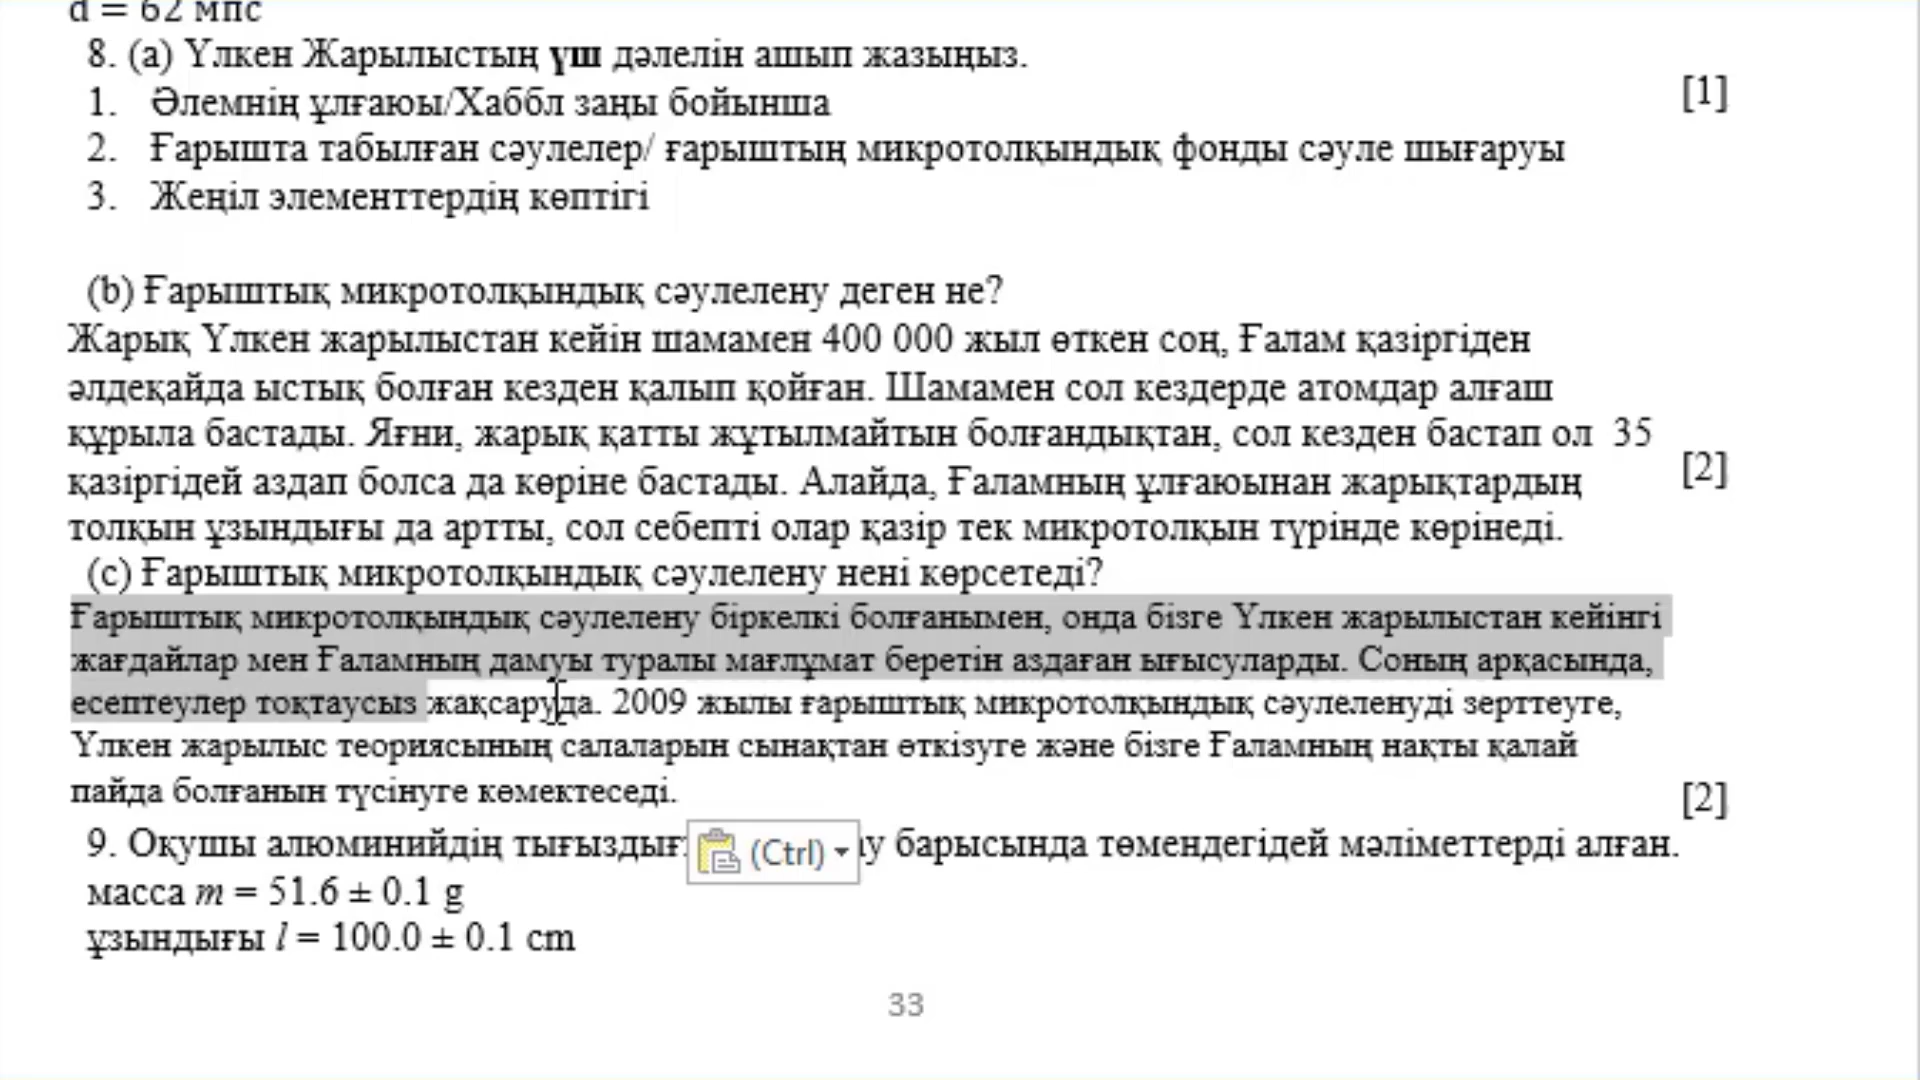 d = 62 мпс
8. (a) Үлкен Жарылыстың үш дәлелін ашып жазыңыз.
[1]
1. Әлемнің ұлғаюы/Хаббл заңы бойынша
2. Ғарышта табылған сәулелер/ ғарыштың микротолқындық фонды сәуле шығаруы
3. Жеңіл элементтердің көптігі
(b) Ғарыштық микротолқындық сәулелену деген не?
Жарық Үлкен жарылыстан кейін шамамен 400 000 жыл өткен соң, Ғалам қазіргіден
әлдеқайда ыстық болған кезден қалып қойған. Шамамен сол кездерде атомдар алғаш
құрыла бастады. Яғни, жарық қатты жұтылмайтын болғандықтан, сол кезден бастап ол 35
[2]
қазіргідей аздап болса да көріне бастады. Алайда, Ғаламның ұлғаюынан жарықтардың
толқын ұзындығы да артты, сол себепті олар қазір тек микротолқын түрінде көрінеді.
(c) Ғарыштық микротолқындық сәулелену нені көрсетеді?
Ғарыштық микротолқындық сәулелену біркелкі болғанымен, онда бізге Үлкен жарылыстан кейінгі
жағдайлар мен Ғаламның дамуы туралы мағлұмат беретін аздаған ығысуларды. Соның арқасында,
есептеулер тоқтаусыз жақсаруда. 2009 жылы ғарыштық микротолқындық сәулеленуді зерттеуге,
Үлкен жарылыс теориясының салаларын сынақтан өткізуге және бізге Ғаламның нақты қалай
пайда болғанын түсінуге көмектеседі.
[2]
9. Оқушы алюминийдің (Ctrl) барысында төмендегідей мәліметтерді алған.
масса m = 51.6 ± 0.1 g
ұзындығы l = 100.0 ± 0.1 cm
33